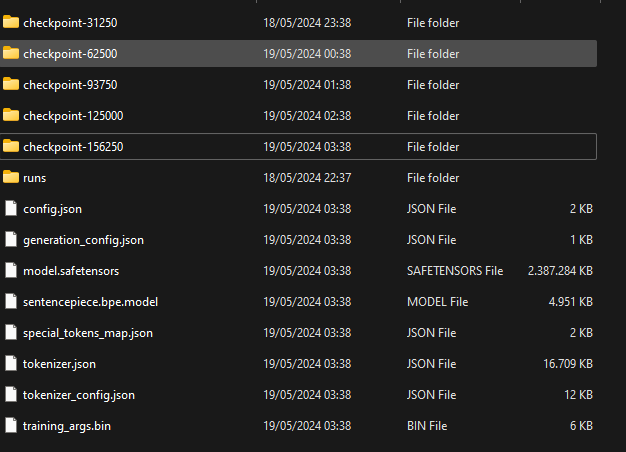 checkpoint-31250 18/05/2024 23:38 File folder
checkpoint-62500 19/05/2024 00:38 File folder
checkpoint-93750 19/05/2024 01:38 File folder
checkpoint-125000 19/05/2024 02:38 File folder
checkpoint-156250 19/05/2024 03:38 File folder
runs 18/05/2024 22:37 File folder
config.json 19/05/2024 03:38 JSON File 2 KB
generation_config.json 19/05/2024 03:38 JSON File 1 KB
model.safetensors 19/05/2024 03:38 SAFETENSORS File 2.387.284 KB
sentencepiece.bpe.model 19/05/2024 03:38 MODEL File 4.951 KB
special_tokens_map.json 19/05/2024 03:38 JSON File 2 KB
tokenizer.json 19/05/2024 03:38 JSON File 16.709 KB
tokenizer_config.json 19/05/2024 03:38 JSON File 12 KB
training_args.bin 19/05/2024 03:38 BIN File 6 KB